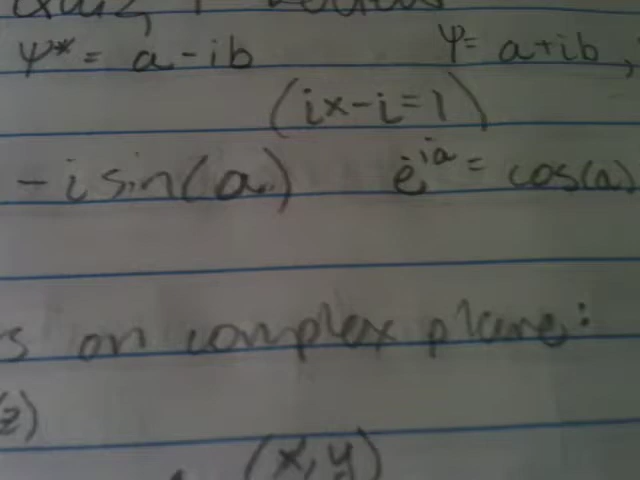 ψ* = a - ib ψ = a + ib,
(ix-i=1)
- i sin(a) e^ia = cos(a)
s on complex plane:
(z)
(x,y)